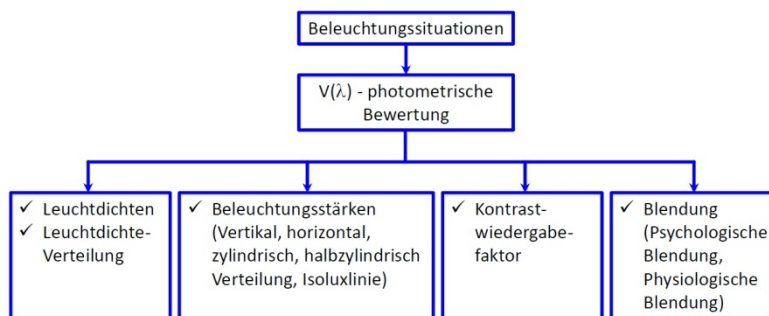 Beleuchtungssituationen
V(λ) - photometrische
Bewertung
✓ Leuchtdichten
✓ Leuchtdichte-
Verteilung
✓ Beleuchtungsstärken
(Vertikal, horizontal,
zylindrisch, halbzylindrisch
Verteilung, Isoluxlinie)
✓ Kontrast-
wiedergabe-
faktor
✓ Blendung
(Psychologische
Blendung,
Physiologische
Blendung)